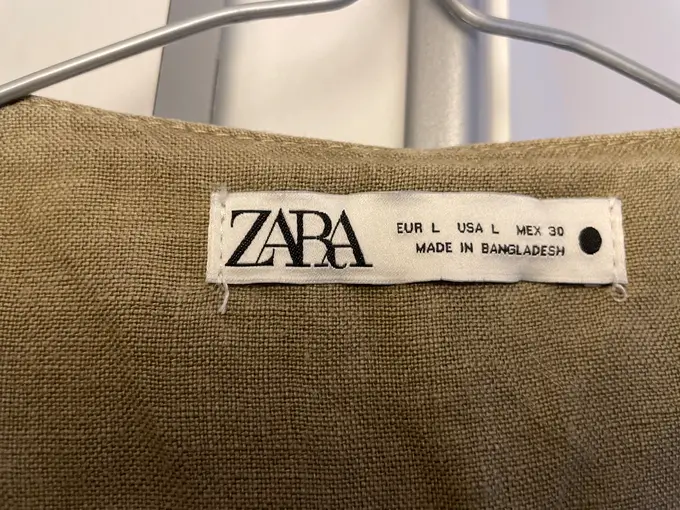 ZARA
EUR L USA L MEX 30
MADE IN BANGLADESH